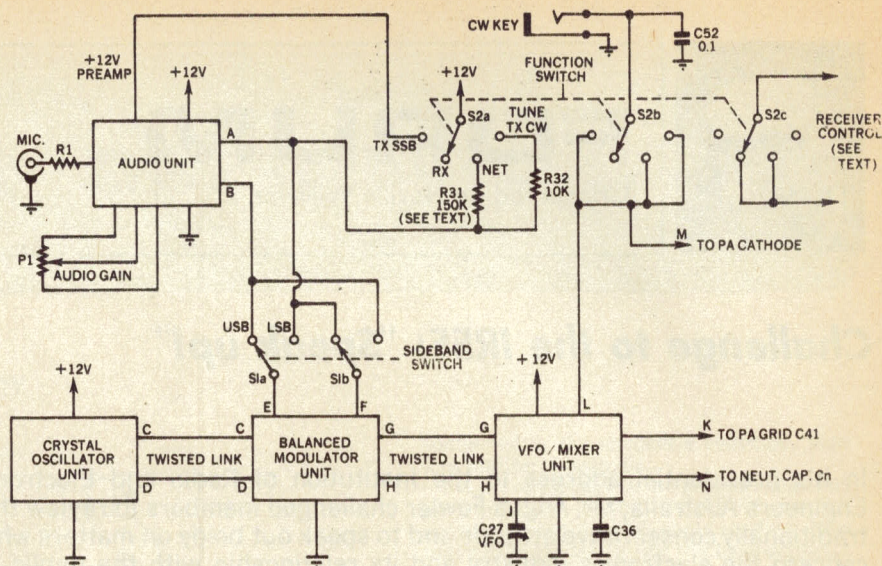 CW KEY
C52
0.1
+12V
PREAMP
+12V
+12V
FUNCTION
SWITCH
MIC.
R1
AUDIO UNIT
A
B
TX SSB
S2a
TUNE
TX CW
RX
NET
R31
150K
(SEE TEXT)
R32
10K
S2b
S2c
RECEIVER
CONTROL
(SEE
TEXT)
M
TO PA CATHODE
P1
AUDIO GAIN
USB
LSB
SIDEBAND
SWITCH
S1a
S1b
+12V
E
F
+12V
L
CRYSTAL
OSCILLATOR
UNIT
C
C
TWISTED LINK
D
D
BALANCED
MODULATOR
UNIT
G
G
TWISTED LINK
H
H
VFO/MIXER
UNIT
K
TO PA GRID C41
TO NEUT. CAP. Cn
N
J
C27
VFO
C36